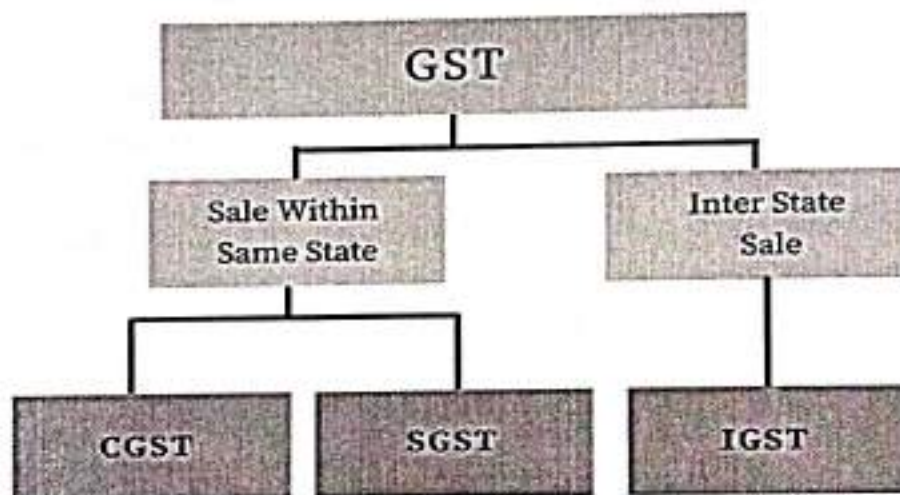 GST
Sale Within
Same State
Inter State
Sale
CGST
SGST
IGST